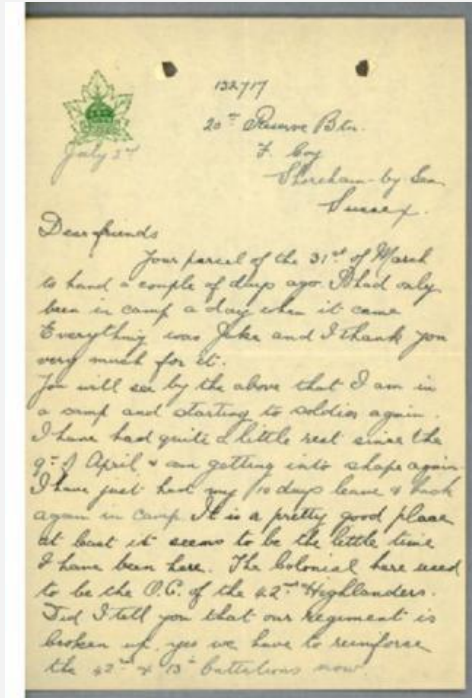 132717
20th Reserve Btn.
F. Coy
July 27
Shoreham-by-Sea
Sussex.
Dear friends
Your parcel of the 31st of March
to hand a couple of days ago. I had only
been in camp a day when it came
Everything was Jake and I thank you
very much for it.
You will see by the above that I am in
a camp and starting to soldier again.
I have had quite a little rest since the
9th of April & am getting into shape again
I have just had my 10 days leave & back
again in camp It is a pretty good place
at least it seems to be the little time
I have been here. The Colonial here used
to be the O.C. of the 42nd Highlanders.
Did I tell you that our regiment is
broken up, yes we have to reinforce
the 42nd & 13th battalions now